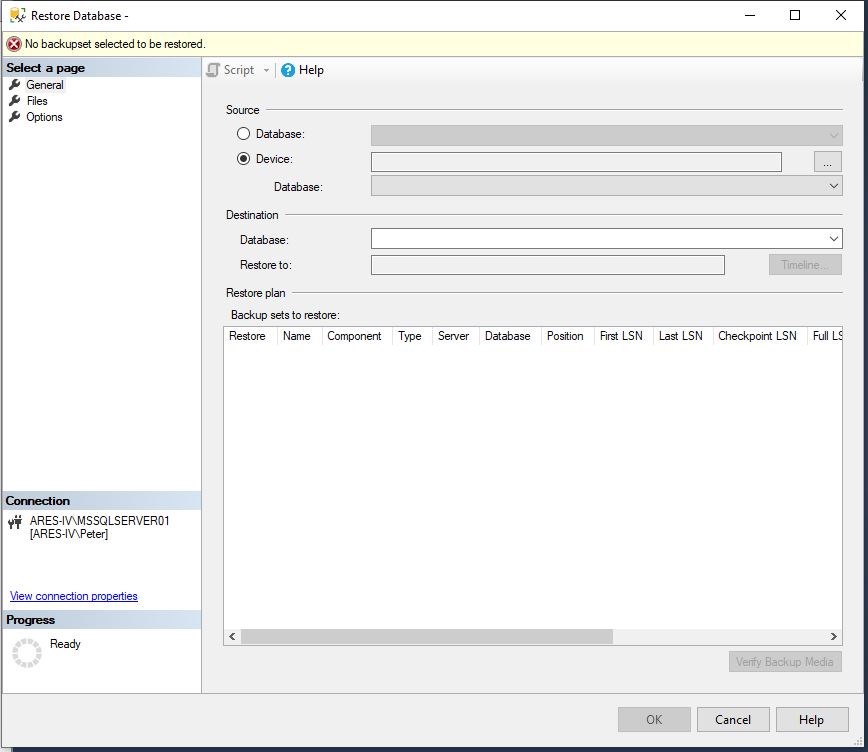 Restore Database -
No backupset selected to be restored.
Select a page
General
Files
Options
Script
Help
Source
Database:
Device:
...
Database:
Destination
Database:
Restore to:
Timeline...
Restore plan
Backup sets to restore:
Restore Name Component Type Server Database Position First LSN Last LSN Checkpoint LSN Full LS
Connection
ARES-IV\MSSQLSERVER01
[ARES-IV\Peter]
View connection properties
Progress
Ready
Verify Backup Media
OK Cancel Help